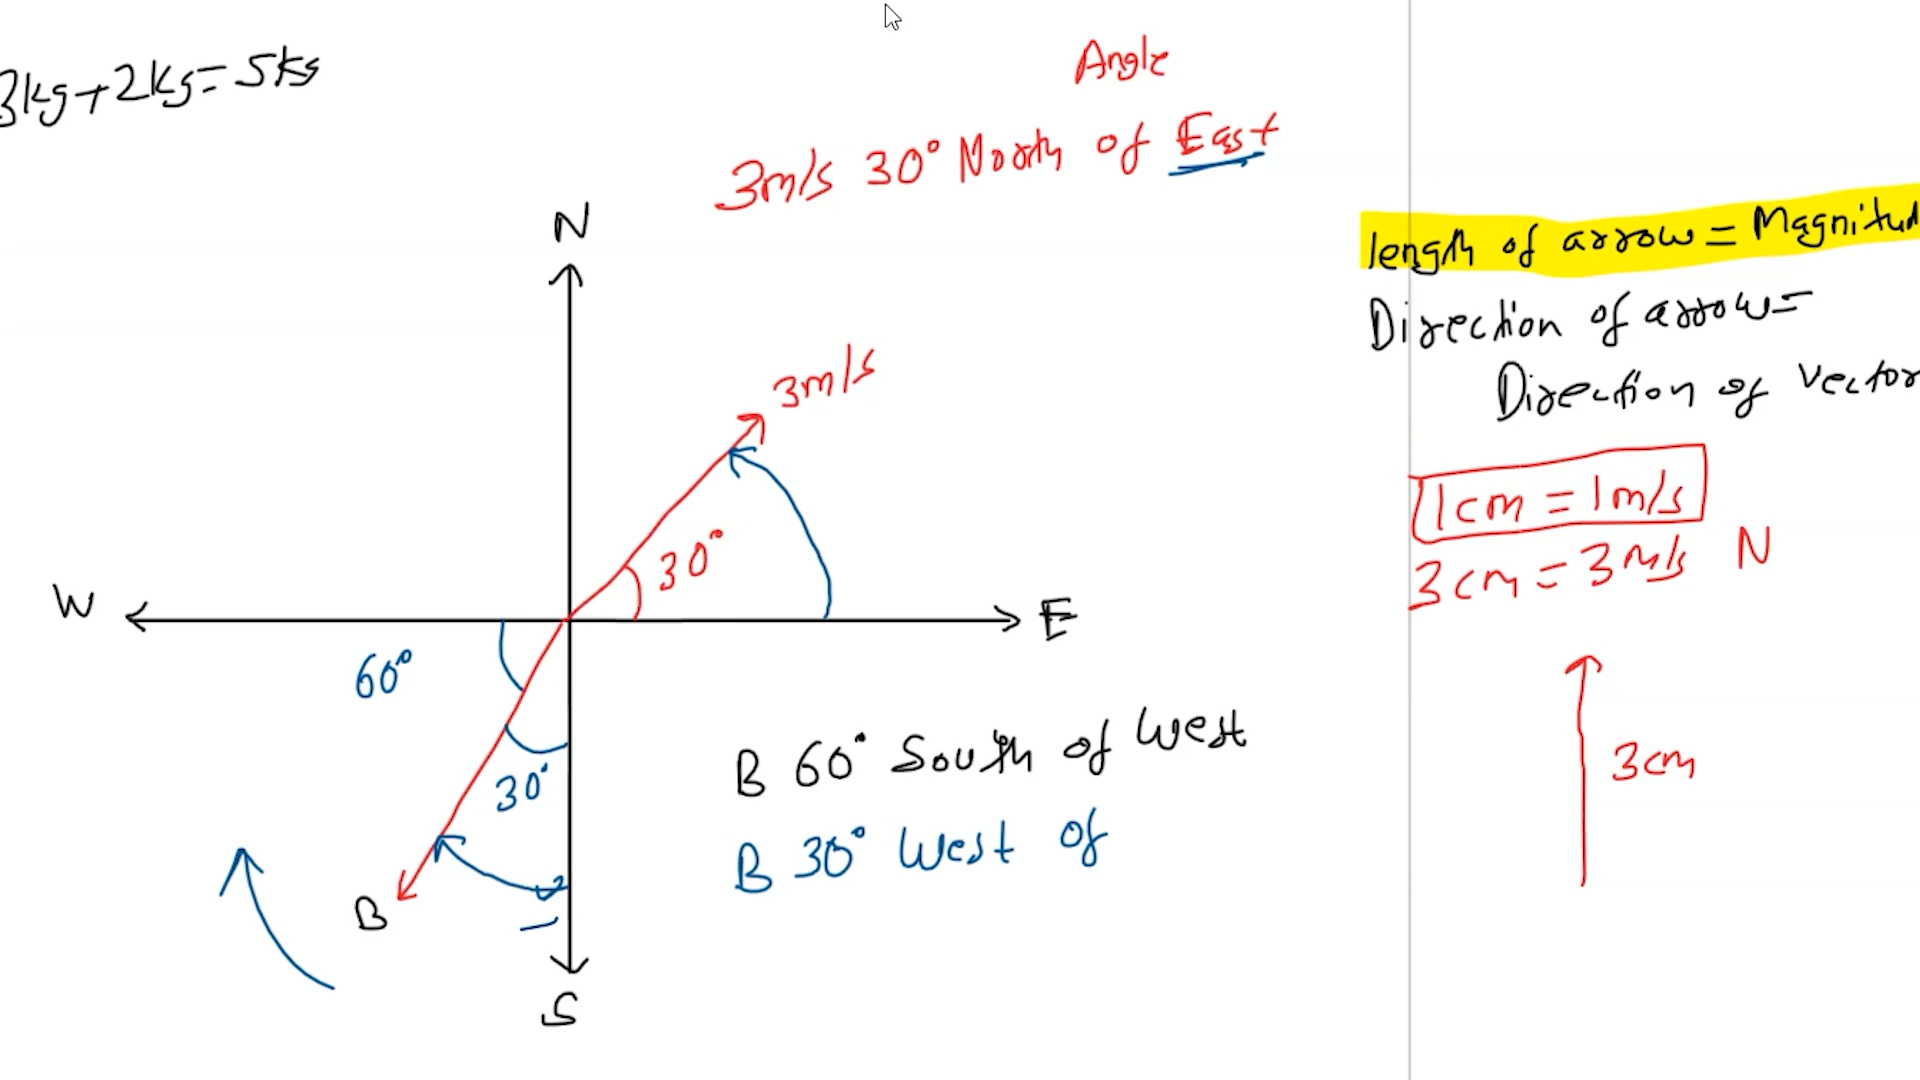 3kg+2kg=5kg
Angle
3m/s 30° North of East
N
length of arrow = Magnitud
Direction of arrow =
Direction of vector
3m/s
1cm = 1m/s
3cm = 3m/s N
30°
W
E
60°
3cm
30°
B 60° South of West
B 30° West of
B
S